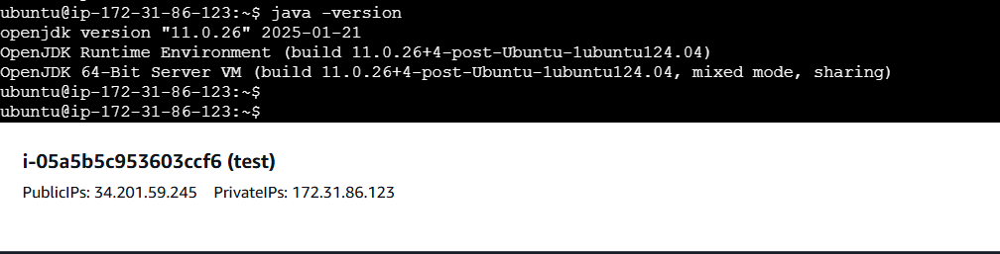 ubuntu@ip-172-31-86-123:~$ java -version
openjdk version "11.0.26" 2025-01-21
OpenJDK Runtime Environment (build 11.0.26+4-post-Ubuntu-1ubuntu124.04)
OpenJDK 64-Bit Server VM (build 11.0.26+4-post-Ubuntu-1ubuntu124.04, mixed mode, sharing)
ubuntu@ip-172-31-86-123:~$
ubuntu@ip-172-31-86-123:~$
i-05a5b5c953603ccf6 (test)
PublicIPs: 34.201.59.245 PrivateIPs: 172.31.86.123